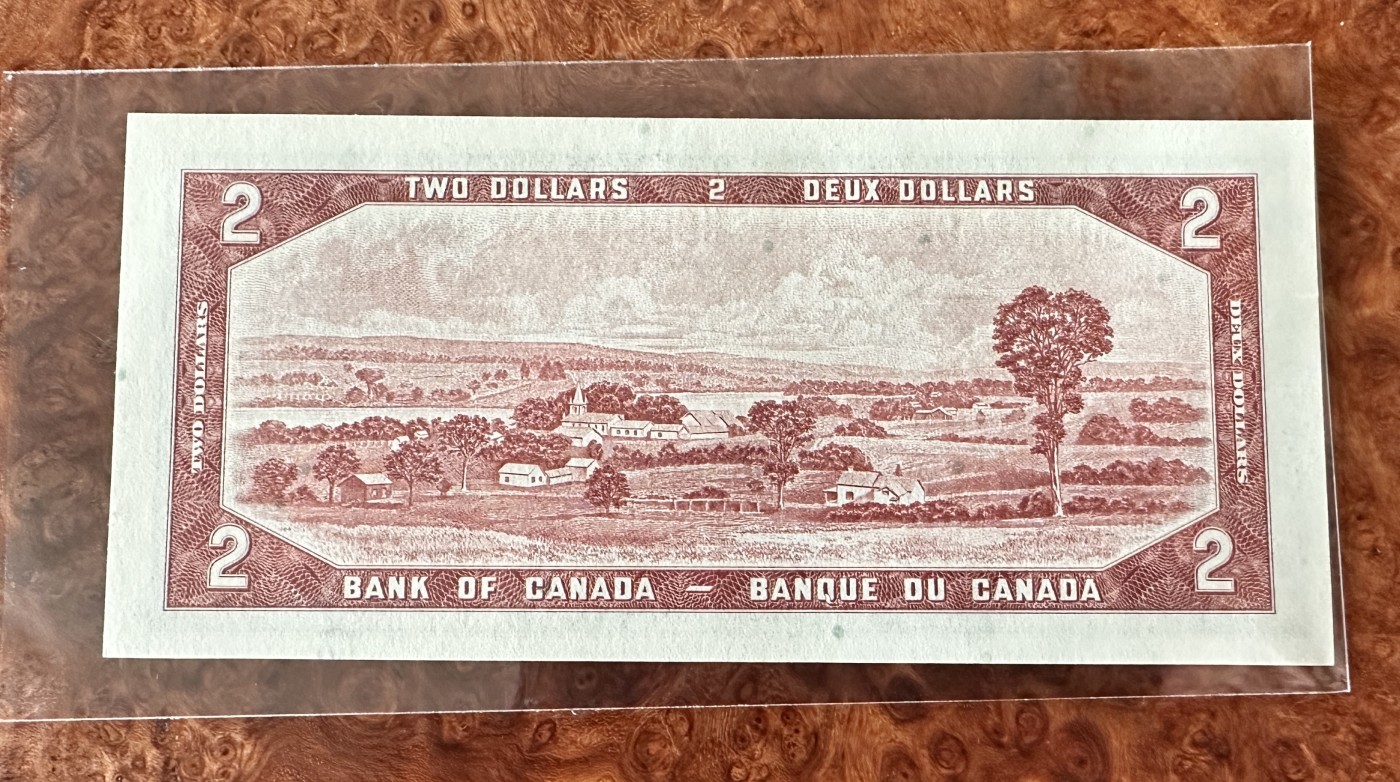 TWO DOLLARS 2 DEUX DOLLARS
2 2
TWO DOLLARS
DEUX DOLLARS
2 2
BANK OF CANADA — BANQUE DU CANADA